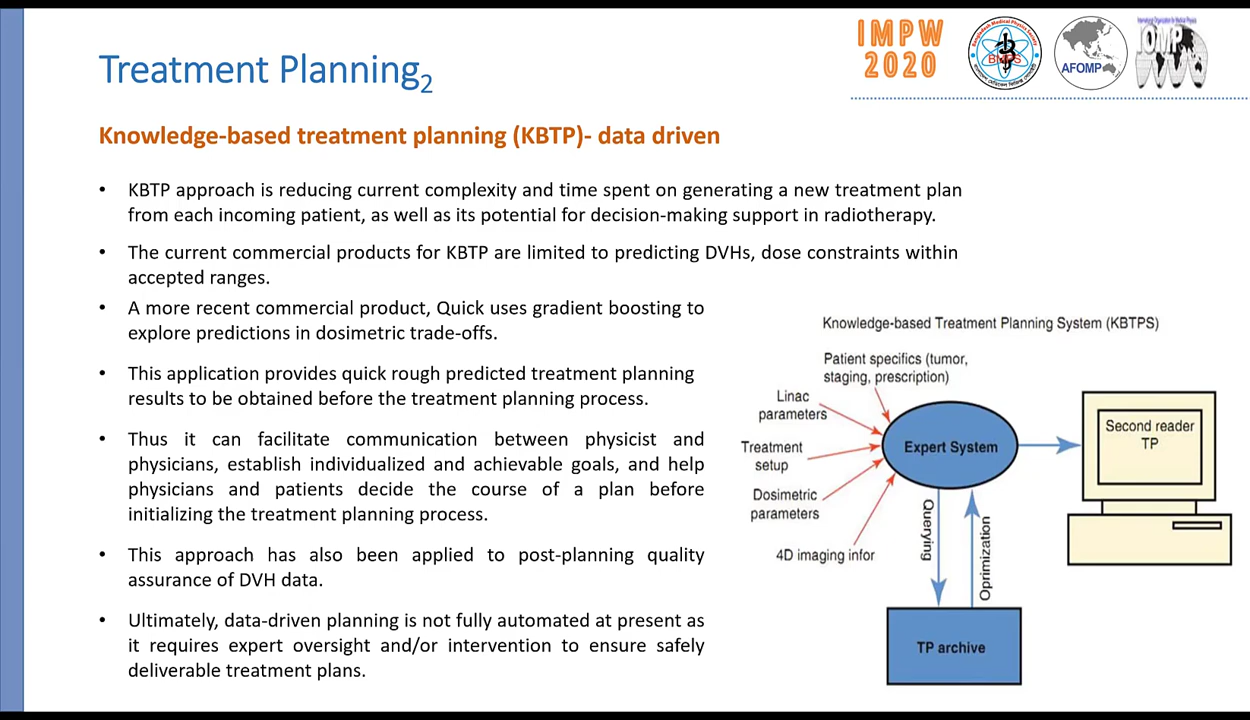 IMPW
2020
BMPS
AFOMP
International Organization for Medical Physics
IOMP
Treatment Planning2
Knowledge-based treatment planning (KBTP)- data driven
• KBTP approach is reducing current complexity and time spent on generating a new treatment plan
from each incoming patient, as well as its potential for decision-making support in radiotherapy.
• The current commercial products for KBTP are limited to predicting DVHs, dose constraints within
accepted ranges.
• A more recent commercial product, Quick uses gradient boosting to
explore predictions in dosimetric trade-offs.
• This application provides quick rough predicted treatment planning
results to be obtained before the treatment planning process.
• Thus it can facilitate communication between physicist and
physicians, establish individualized and achievable goals, and help
physicians and patients decide the course of a plan before
initializing the treatment planning process.
• This approach has also been applied to post-planning quality
assurance of DVH data.
• Ultimately, data-driven planning is not fully automated at present as
it requires expert oversight and/or intervention to ensure safely
deliverable treatment plans.
Knowledge-based Treatment Planning System (KBTPS)
Patient specifics (tumor,
staging, prescription)
Linac
parameters
Treatment
setup
Dosimetric
parameters
4D imaging infor
Expert System
Second reader
TP
Querying
Oprimization
TP archive